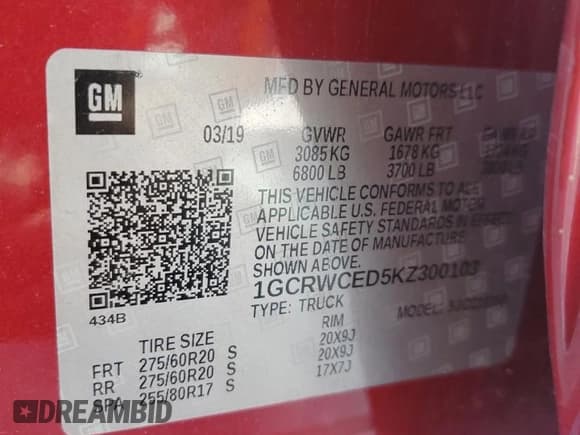 GM
MFD BY GENERAL MOTORS LLC
03/19 GVWR GAWR FRT
3085 KG 1678 KG
6800 LB 3700 LB
THIS VEHICLE CONFORMS TO ALL
APPLICABLE U.S. FEDERAL MOTOR
VEHICLE SAFETY STANDARDS IN EFFECT
ON THE DATE OF MANUFACTURE
SHOWN ABOVE.
1GCRWCED5KZ300103
434B
TYPE: TRUCK MODEL:
TIRE SIZE RIM
FRT 275/60R20 S 20X9J
RR 275/60R20 S 20X9J
SPA 255/80R17 S 17X7J
DREAMBID